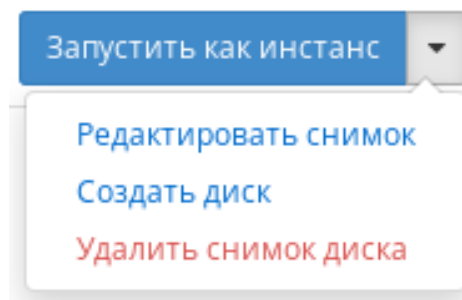 Запустить как инстанс
Редактировать снимок
Создать диск
Удалить снимок диска